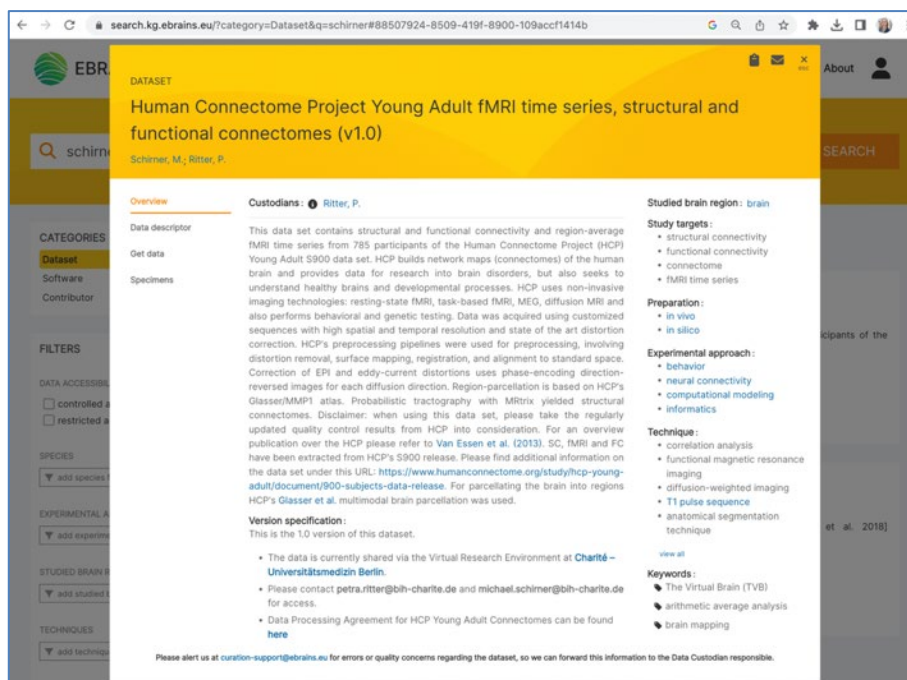 search.kg.ebrains.eu/?category=Dataset&q=schirner#88507924-8509-419f-8900-109accf1414b
EBR
About
DATASET
esc
Human Connectome Project Young Adult fMRI time series, structural and
functional connectomes (v1.0)
Schirner, M.; Ritter, P.
schirne
SEARCH
CATEGORIES
Dataset
Software
Contributor
FILTERS
DATA ACCESSIBIL
controlled a
restricted a
SPECIES
add species f
EXPERIMENTAL A
add experime
STUDIED BRAIN R
add studied b
TECHNIQUES
add technique
Overview
Data descriptor
Get data
Specimens
Custodians: Ritter, P.
This data set contains structural and functional connectivity and region-average
fMRI time series from 785 participants of the Human Connectome Project (HCP)
Young Adult S900 data set. HCP builds network maps (connectomes) of the human
brain and provides data for research into brain disorders, but also seeks to
understand healthy brains and developmental processes. HCP uses non-invasive
imaging technologies: resting-state fMRI, task-based fMRI, MEG, diffusion MRI and
also performs behavioral and genetic testing. Data was acquired using customized
sequences with high spatial and temporal resolution and state of the art distortion
correction. HCP's preprocessing pipelines were used for preprocessing, involving
distortion removal, surface mapping, registration, and alignment to standard space.
Correction of EPI and eddy-current distortions uses phase-encoding direction-
reversed images for each diffusion direction. Region-parcellation is based on HCP's
Glasser/MMP1 atlas. Probabilistic tractography with MRtrix yielded structural
connectomes. Disclaimer: when using this data set, please take the regularly
updated quality control results from HCP into consideration. For an overview
publication over the HCP please refer to Van Essen et al. (2013). SC, fMRI and FC
have been extracted from HCP's S900 release. Please find additional information on
the data set under this URL: https://www.humanconnectome.org/study/hcp-young-
adult/document/900-subjects-data-release. For parcellating the brain into regions
HCP's Glasser et al. multimodal brain parcellation was used.
Version specification:
This is the 1.0 version of this dataset.
• The data is currently shared via the Virtual Research Environment at Charité –
Universitätsmedizin Berlin.
• Please contact petra.ritter@bih-charite.de and michael.schirner@bih-charite.de
for access.
• Data Processing Agreement for HCP Young Adult Connectomes can be found
here
Studied brain region: brain
Study targets:
• structural connectivity
• functional connectivity
• connectome
• fMRI time series
Preparation:
• in vivo
• in silico
Experimental approach:
• behavior
• neural connectivity
• computational modeling
• informatics
Technique:
• correlation analysis
• functional magnetic resonance
imaging
• diffusion-weighted imaging
• T1 pulse sequence
• anatomical segmentation
technique
view all
Keywords:
The Virtual Brain (TVB)
arithmetic average analysis
brain mapping
cipants of the
et al. 2018]
Please alert us at curation-support@ebrains.eu for errors or quality concerns regarding the dataset, so we can forward this information to the Data Custodian responsible.